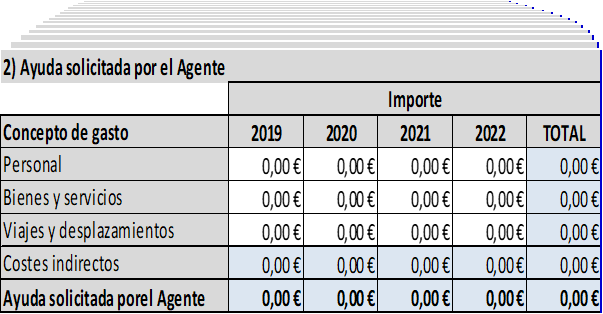 2) Ayuda solicitada por el Agente
Importe
Concepto de gasto 2019 2020 2021 2022 TOTAL
Personal 0,00 € 0,00 € 0,00 € 0,00 € 0,00 €
Bienes y servicios 0,00 € 0,00 € 0,00 € 0,00 € 0,00 €
Viajes y desplazamientos 0,00 € 0,00 € 0,00 € 0,00 € 0,00 €
Costes indirectos 0,00 € 0,00 € 0,00 € 0,00 € 0,00 €
Ayuda solicitada porel Agente 0,00 € 0,00 € 0,00 € 0,00 € 0,00 €